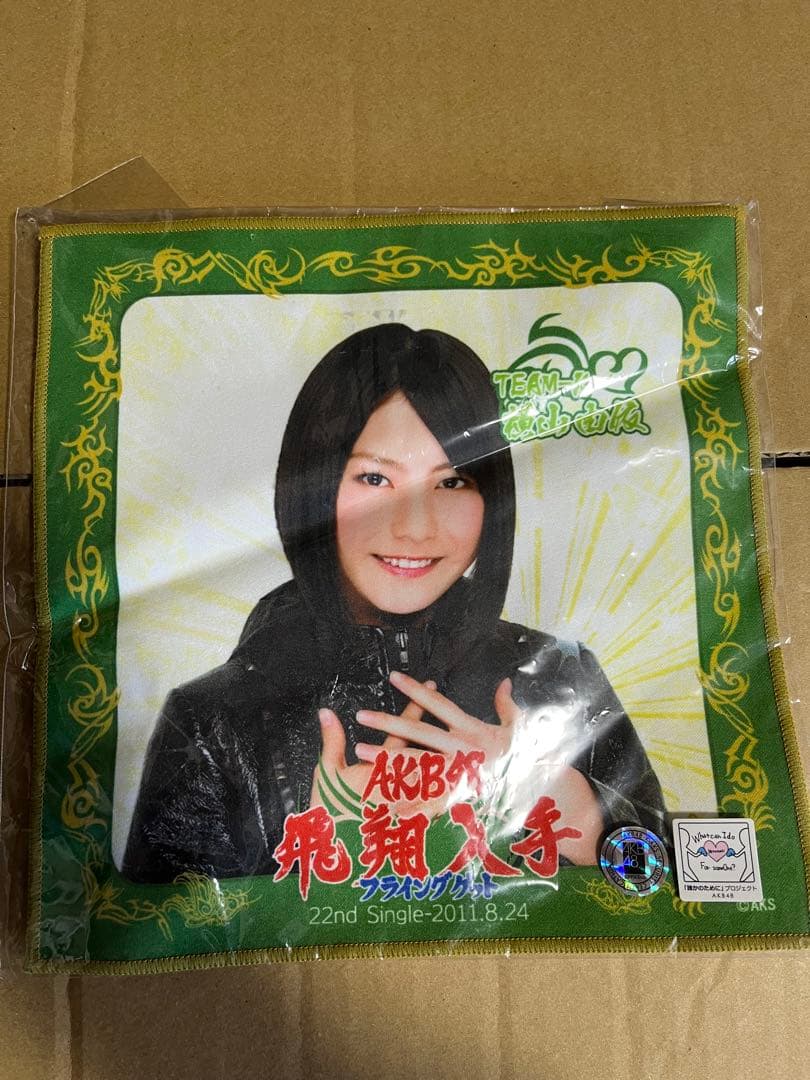 TEAM-K
横山由依
AKB48
飛翔入手
フライングゲット
22nd Single-2011.8.24
AKB
48
What can I do
For someone?
「誰かのために」プロジェクト
AKB48
©AKS